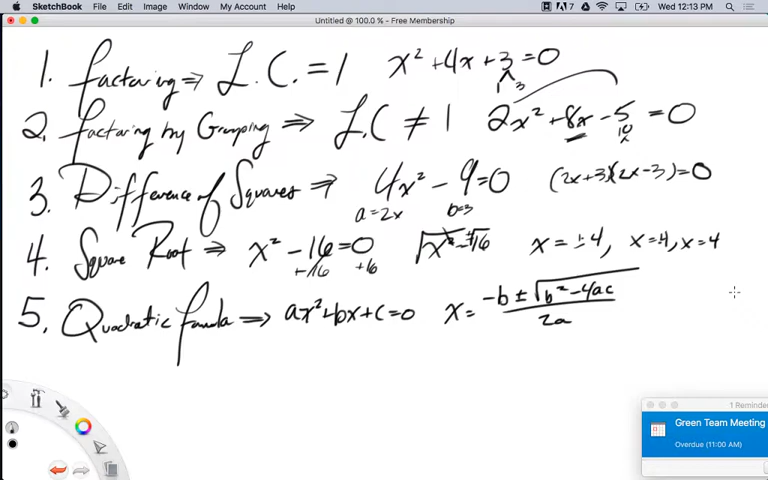 SketchBook File Edit Image Window My Account Help 7 Wed 12:13 PM
Untitled @ 100.0 % - Free Membership
1. Factoring ⇒ L.C. = 1 x² + 4x + 3 = 0
1 3
2. Factoring by Grouping ⇒ L.C ≠ 1 2x² + 8x - 5 = 0
10
x
3. Difference of Squares ⇒ 4x² - 9 = 0 (2x+3)(2x-3) = 0
a = 2x b = 3
4. Square Root ⇒ x² - 16 = 0 √x² = ±√16 x = ± 4, x = 4, x = 4
+16 +16
5. Quadratic formula ⇒ ax² + bx + c = 0 x = (-b ± √b² - 4ac) / 2a
1 Reminder
Green Team Meeting
Overdue (11:00 AM)